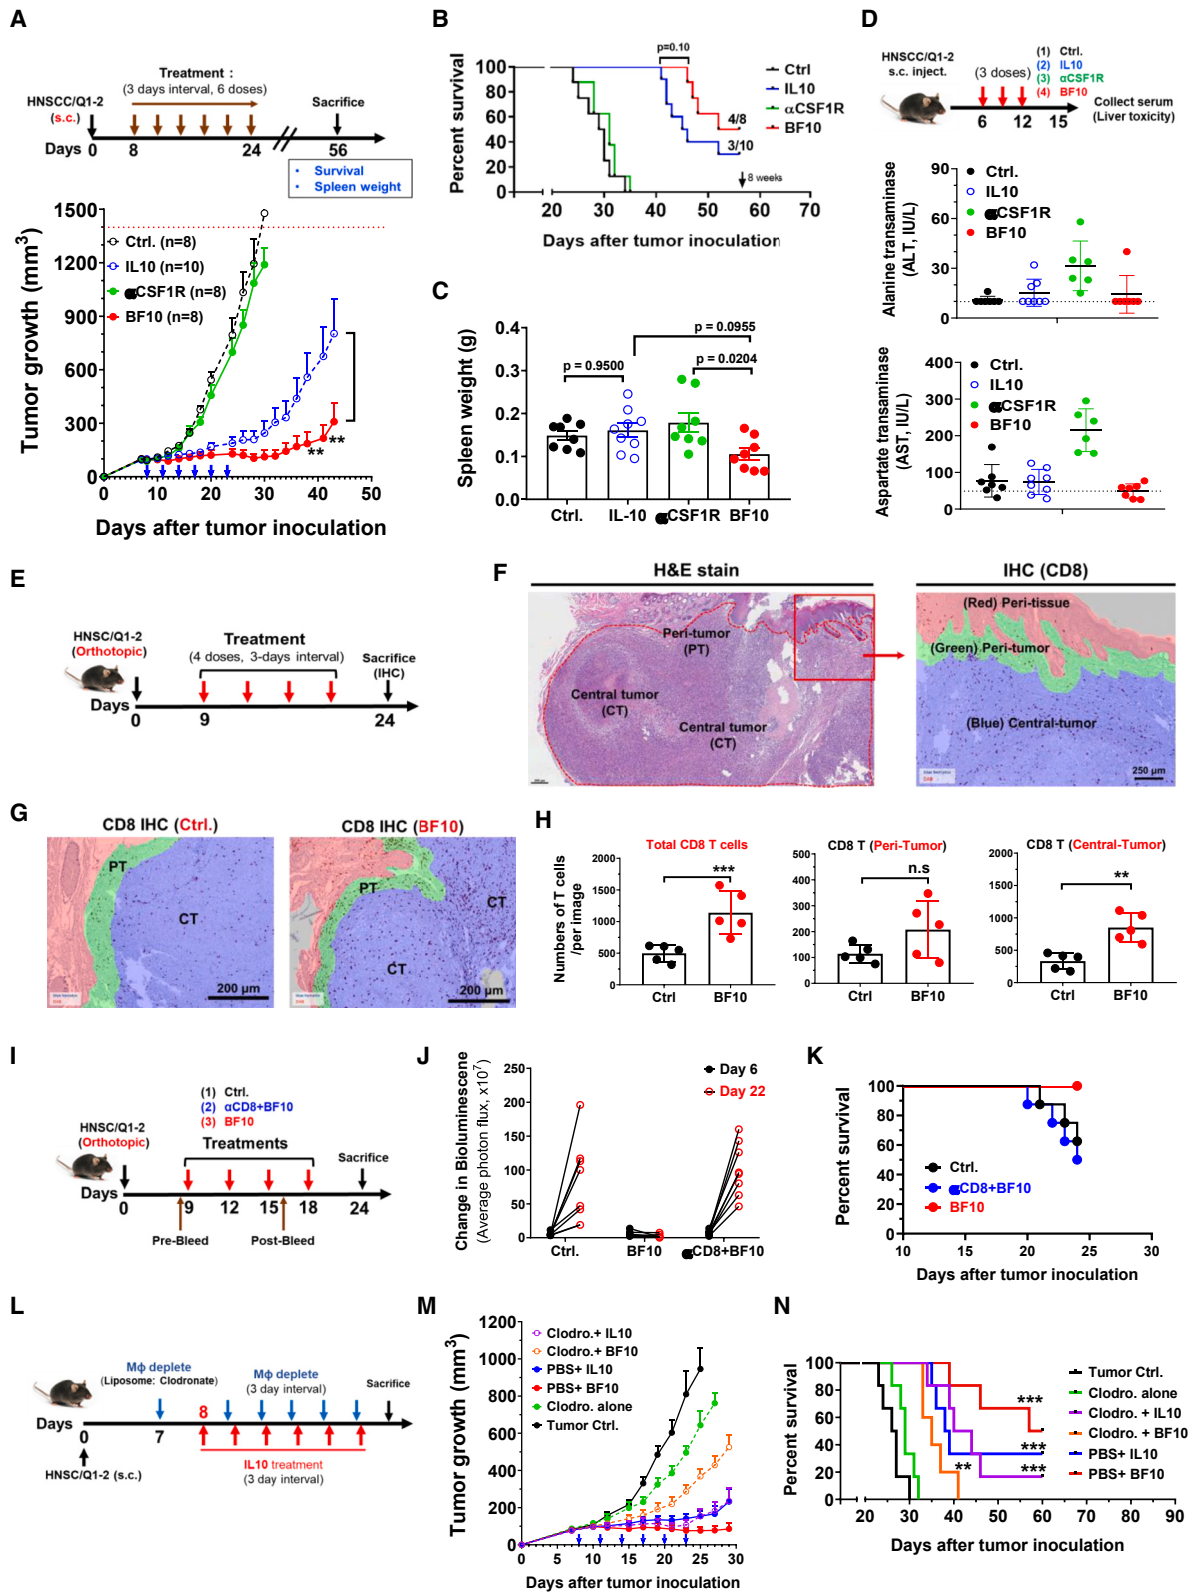 A
Treatment :
(3 days interval, 6 doses)
HNSCC/Q1-2
(s.c.)
Sacrifice
Days 0 8 24 56
• Survival
• Spleen weight
Tumor growth (mm³)
1500
1200
900
600
300
0
Ctrl. (n=8)
IL10 (n=10)
CSF1R (n=8)
BF10 (n=8)
**
**
0 10 20 30 40 50
Days after tumor inoculation
B
Percent survival
100
80
60
40
20
0
p=0.10
Ctrl
IL10
αCSF1R
BF10
4/8
3/10
8 weeks
20 30 40 50 60 70
Days after tumor inoculation
C
Spleen weight (g)
0.4
0.3
0.2
0.1
0.0
p = 0.0955
p = 0.9500
p = 0.0204
Ctrl. IL-10 CSF1R BF10
D
HNSCC/Q1-2
s.c. inject.
(3 doses)
(1) Ctrl.
(2) IL10
(3) αCSF1R
(4) BF10
6 12 15
Collect serum
(Liver toxicity)
Alanine transaminase
(ALT, IU/L)
90
60
30
0
Ctrl.
IL10
CSF1R
BF10
Aspartate transaminase
(AST, IU/L)
400
300
200
100
0
Ctrl.
IL10
CSF1R
BF10
E
HNSC/Q1-2
(Orthotopic)
Treatment
(4 doses, 3-days interval)
Sacrifice
(IHC)
Days
0 9 24
F
H&E stain
Peri-tumor
(PT)
Central tumor
(CT)
Central tumor
(CT)
IHC (CD8)
(Red) Peri-tissue
(Green) Peri-tumor
(Blue) Central-tumor
250 µm
G
CD8 IHC (Ctrl.)
PT
CT
200 µm
CD8 IHC (BF10)
PT
CT
CT
200 µm
H
Numbers of T cells
/per image
Total CD8 T cells
2000
1500
1000
500
0
***
Ctrl BF10
CD8 T (Peri-Tumor)
500
400
300
200
100
0
n.s
Ctrl BF10
CD8 T (Central-Tumor)
2000
1500
1000
500
0
**
Ctrl BF10
I
(1) Ctrl.
(2) αCD8+BF10
(3) BF10
HNSC/Q1-2
(Orthotopic)
Treatments
Sacrifice
Days
0 9 12 15 18 24
Pre-Bleed Post-Bleed
J
Change in Bioluminescene
(Average photon flux, x10⁷)
250
200
150
100
50
0
Day 6
Day 22
Ctrl. BF10 CD8+BF10
K
Percent survival
100
80
60
40
20
0
Ctrl.
CD8+BF10
BF10
10 15 20 25 30
Days after tumor inoculation
L
Mϕ deplete
(Liposome: Clodronate)
Mϕ deplete
(3 day interval)
Sacrifice
Days
0 7 8
HNSC/Q1-2 (s.c.)
IL10 treatment
(3 day interval)
M
Tumor growth (mm³)
1200
1000
800
600
400
200
0
Clodro.+ IL10
Clodro.+ BF10
PBS+ IL10
PBS+ BF10
Clodro. alone
Tumor Ctrl.
0 5 10 15 20 25 30
Days after tumor inoculation
N
Percent survival
100
80
60
40
20
0
***
***
***
**
Tumor Ctrl.
Clodro. alone
Clodro. + IL10
Clodro. + BF10
PBS+ IL10
PBS+ BF10
20 30 40 50 60 70 80 90
Days after tumor inoculation